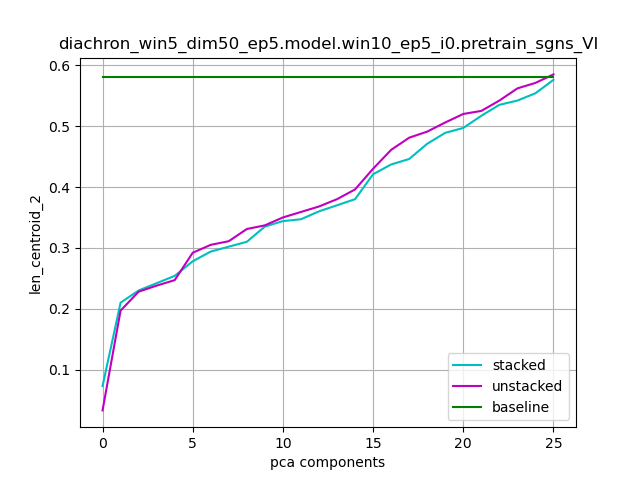 diachron_win5_dim50_ep5.model.win10_ep5_i0.pretrain_sgns_VI
0.6
0.5
0.4
0.3
0.2
0.1
len_centroid_2
stacked
unstacked
baseline
0 5 10 15 20 25
pca components